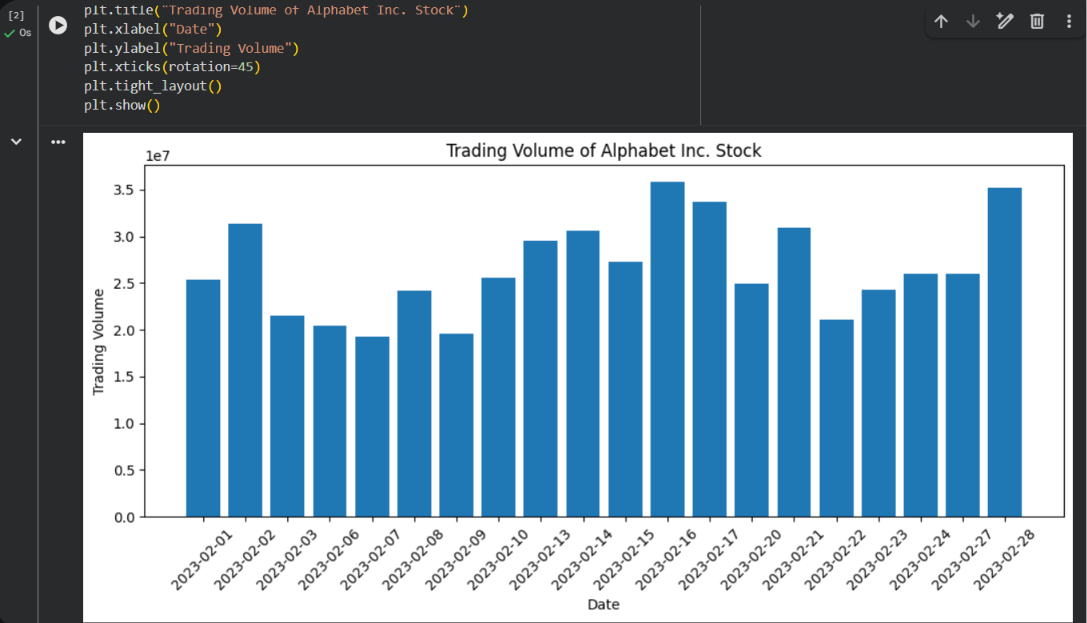 [2]
0s
plt.title("Trading Volume of Alphabet Inc. Stock")
plt.xlabel("Date")
plt.ylabel("Trading Volume")
plt.xticks(rotation=45)
plt.tight_layout()
plt.show()
Trading Volume of Alphabet Inc. Stock
1e7
3.5
3.0
2.5
2.0
1.5
1.0
0.5
0.0
Trading Volume
2023-02-01
2023-02-02
2023-02-03
2023-02-06
2023-02-07
2023-02-08
2023-02-09
2023-02-10
2023-02-13
2023-02-14
2023-02-15
2023-02-16
2023-02-17
2023-02-20
2023-02-21
2023-02-22
2023-02-23
2023-02-24
2023-02-27
2023-02-28
Date